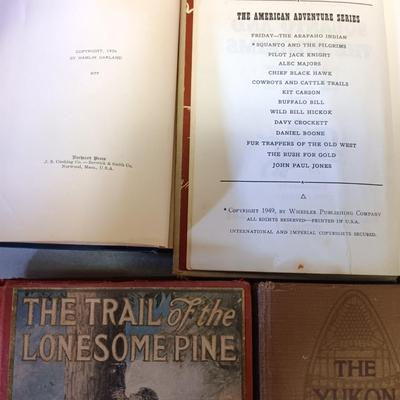 COPYRIGHT, 1926
BY HAMLIN GARLAND
Norwood Press
J. S. Cushing Co.—Berwick & Smith Co.
Norwood, Mass., U.S.A.
THE AMERICAN ADVENTURE SERIES
FRIDAY—THE ARAPAHO INDIAN
* SQUANTO AND THE PILGRIMS
PILOT JACK KNIGHT
ALEC MAJORS
CHIEF BLACK HAWK
COWBOYS AND CATTLE TRAILS
KIT CARSON
BUFFALO BILL
WILD BILL HICKOK
DAVY CROCKETT
DANIEL BOONE
FUR TRAPPERS OF THE OLD WEST
THE RUSH FOR GOLD
JOHN PAUL JONES
* COPYRIGHT 1949, BY WHEELER PUBLISHING COMPANY
ALL RIGHTS RESERVED—PRINTED IN U.S.A.
INTERNATIONAL AND IMPERIAL COPYRIGHTS SECURED.
THE TRAIL of the
LONESOME PINE
THE
YUKON